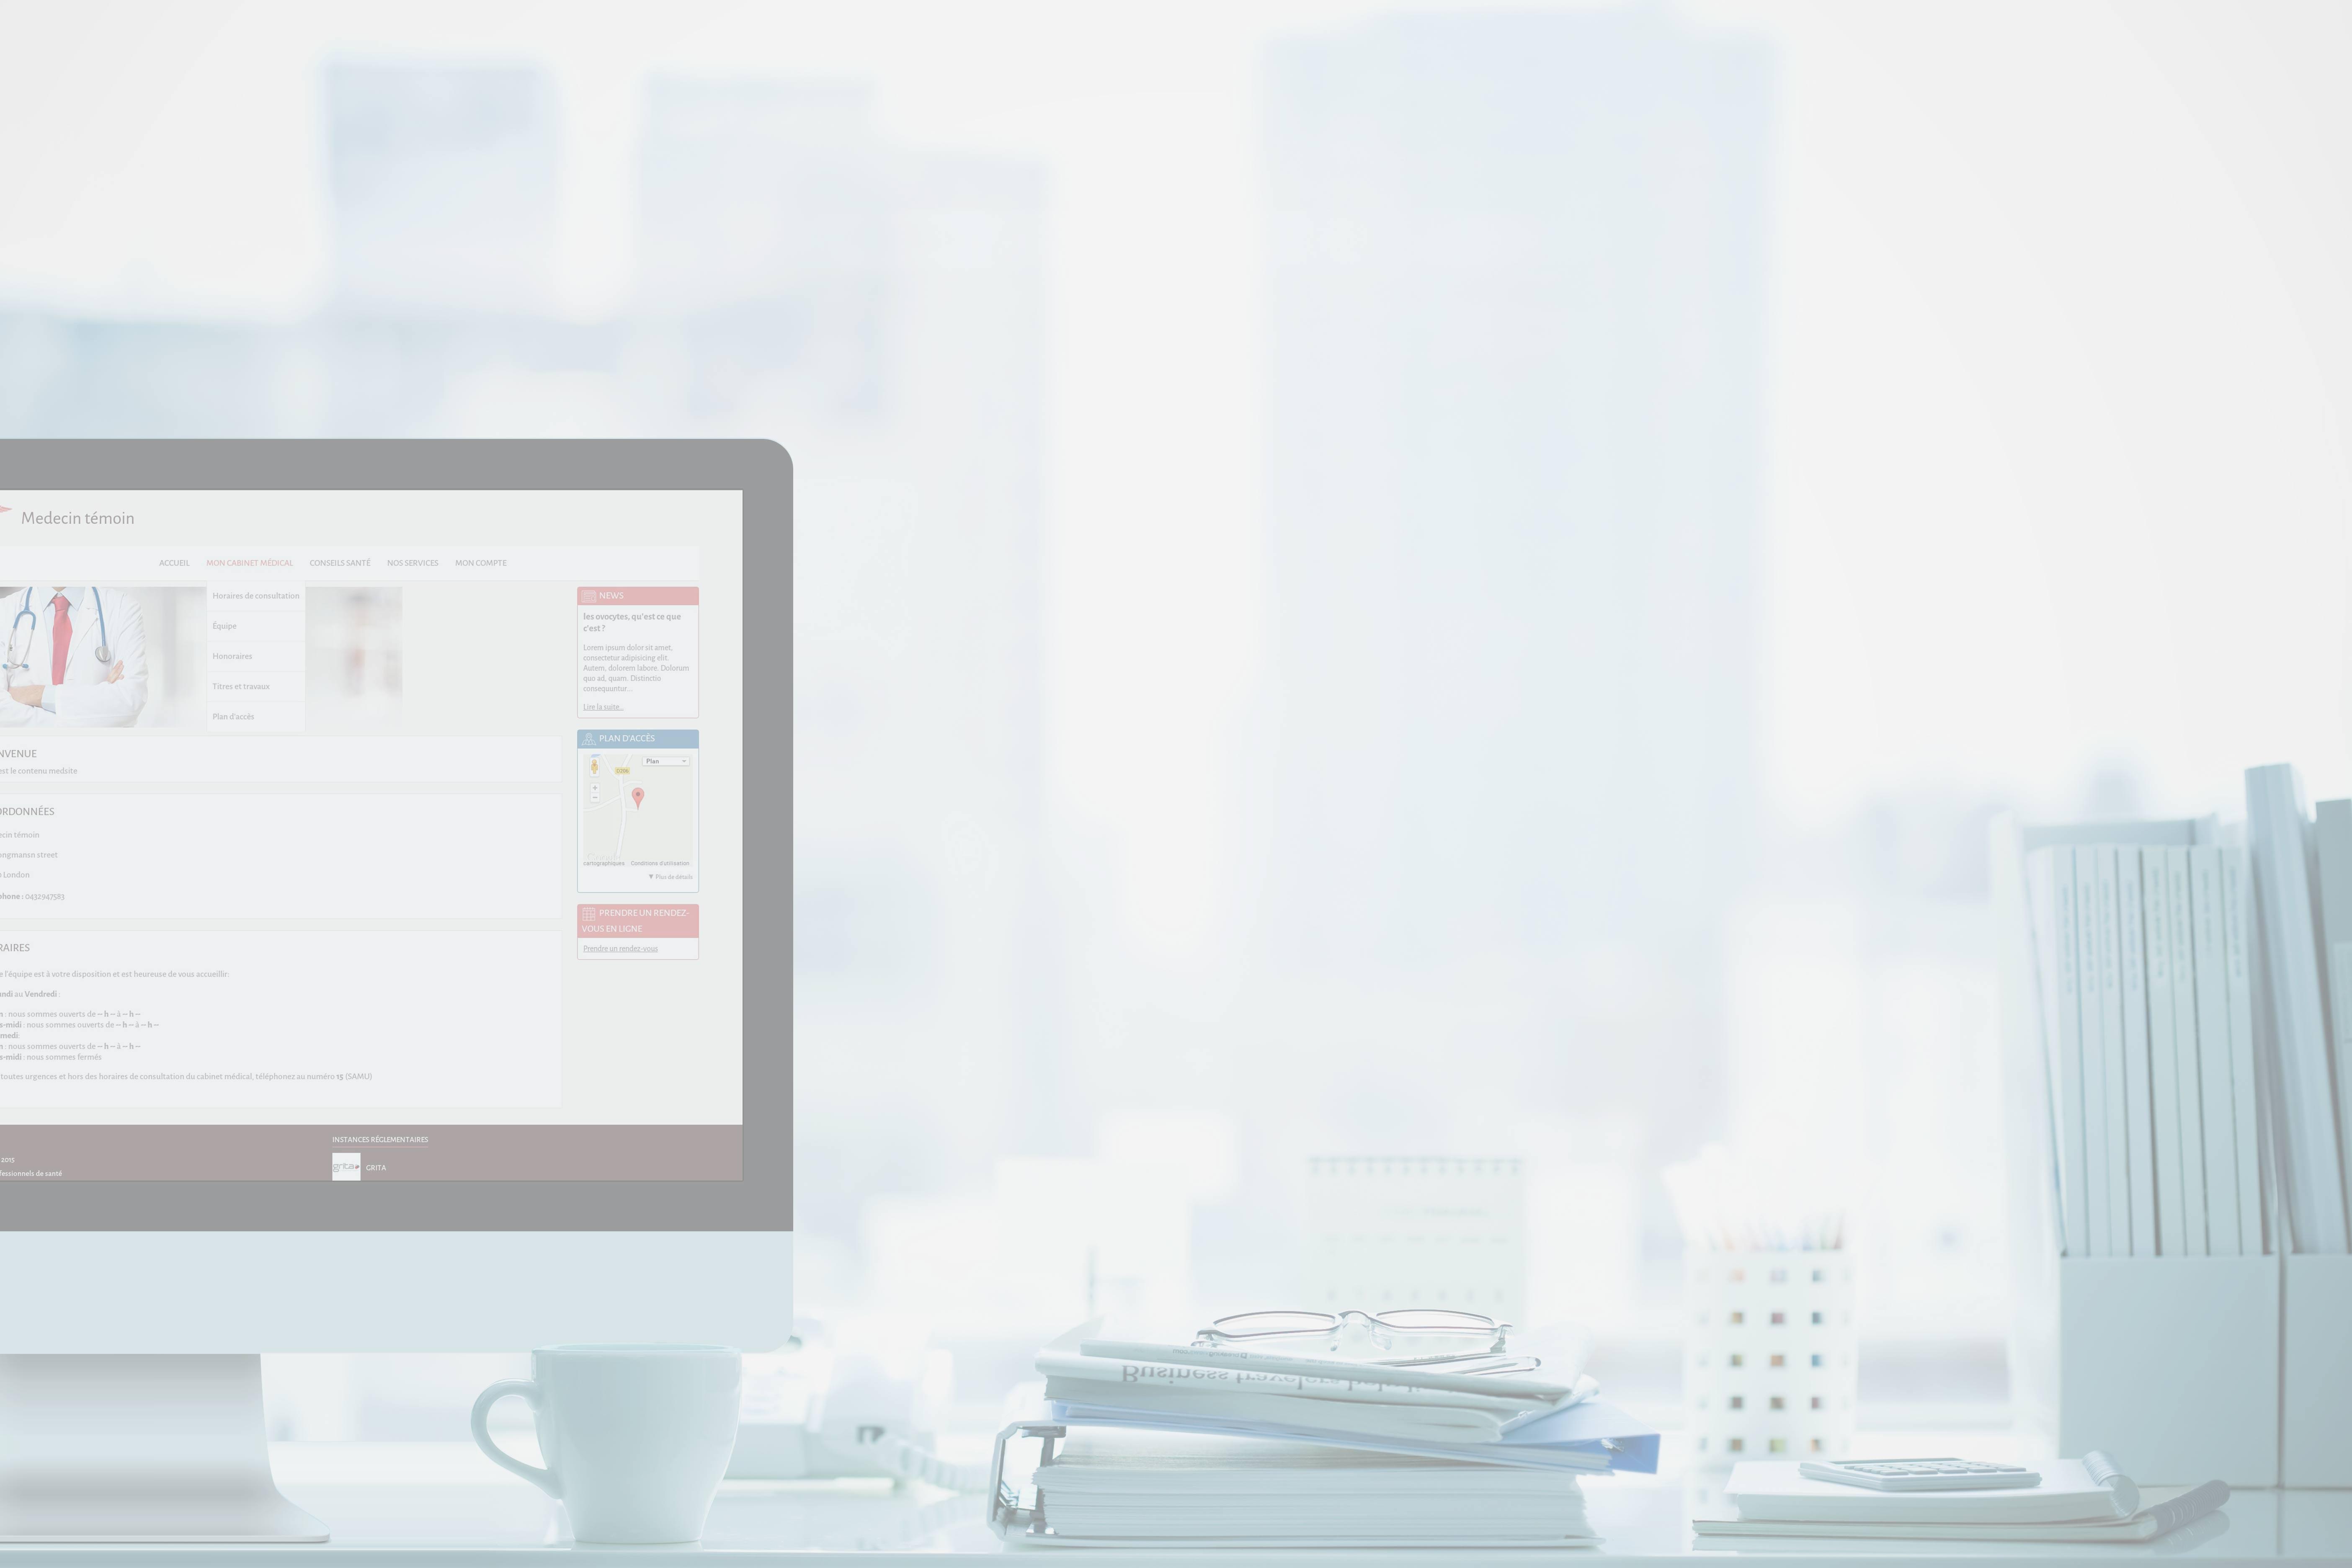 Medecin témoin
ACCUEIL MON CABINET MÉDICAL CONSEILS SANTÉ NOS SERVICES MON COMPTE
Horaires de consultation
Équipe
Honoraires
Titres et travaux
Plan d'accès
NVENUE
est le contenu medsite
ORDONNÉES
ecin témoin
ongmansn street
London
phone : 0432947583
RAIRES
e l'équipe est à votre disposition et est heureuse de vous accueillir.
undi au Vendredi :
n : nous sommes ouverts de -- h -- à -- h --
s-midi : nous sommes ouverts de -- h -- à -- h --
medi
n : nous sommes ouverts de -- h -- à -- h --
s-midi : nous sommes fermés
toutes urgences et hors des horaires de consultation du cabinet médical, téléphonez au numéro 15 (SAMU)
NEWS
les ovocytes, qu'est ce que
c'est ?
Lorem ipsum dolor sit amet,
consectetur adipisicing elit.
Autem, dolorem labore. Dolorum
quo ad, quam. Distinctio
consequuntur...
Lire la suite...
PLAN D'ACCÈS
Plan
Google
cartographiques Conditions d'utilisation
▼ Plus de détails
PRENDRE UN RENDEZ-
VOUS EN LIGNE
Prendre un rendez-vous
2015
fessionnels de santé
INSTANCES RÉGLEMENTAIRES
grita
GRITA
Business travelers